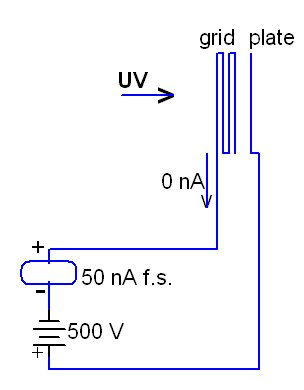 grid plate
UV
0 nA
+
50 nA f.s.
-
500 V
+